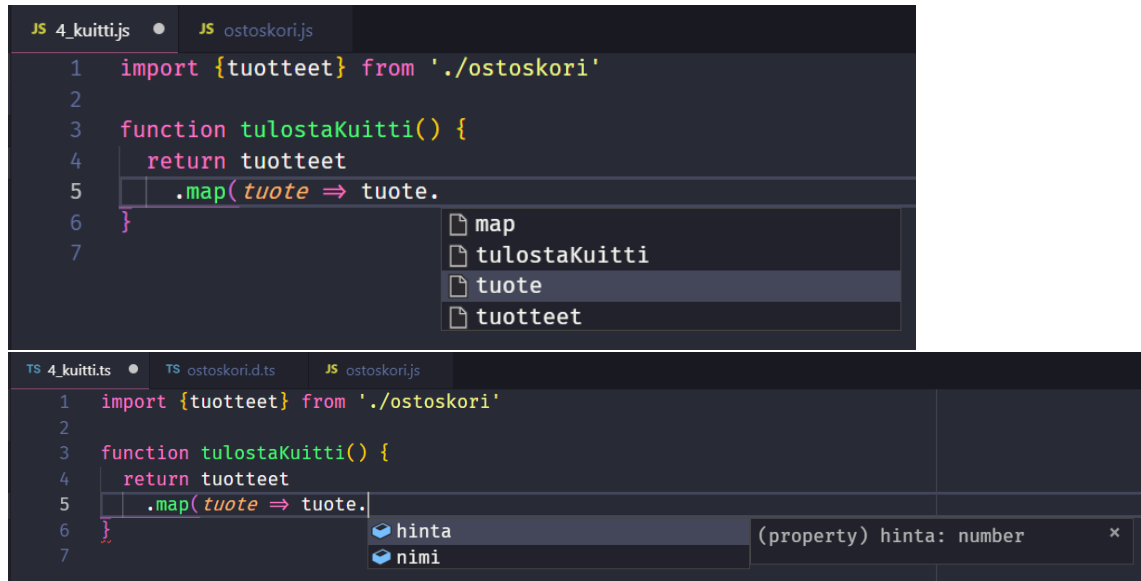 JS 4_kuitti.js ● JS ostoskori.js
1 import {tuotteet} from './ostoskori'
2
3 function tulostaKuitti() {
4 return tuotteet
5 .map(tuote ⇒ tuote.
6 }
7
map
tulostaKuitti
tuote
tuotteet
TS 4_kuitti.ts ● TS ostoskori.d.ts JS ostoskori.js
1 import {tuotteet} from './ostoskori'
2
3 function tulostaKuitti() {
4 return tuotteet
5 .map(tuote ⇒ tuote.
6 }
7
hinta
nimi
(property) hinta: number ×